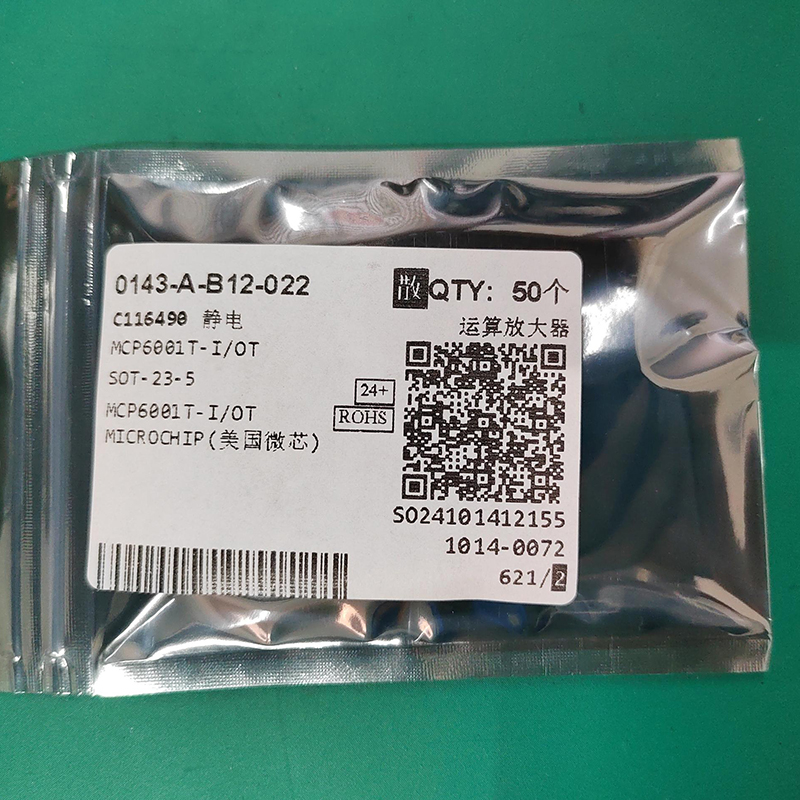 0143-A-B12-022
散QTY: 50个
C116490 静电
运算放大器
MCP6001T-I/OT
SOT-23-5
24+
MCP6001T-I/OT
ROHS
MICROCHIP(美国微芯)
SO24101412155
1014-0072
621/2